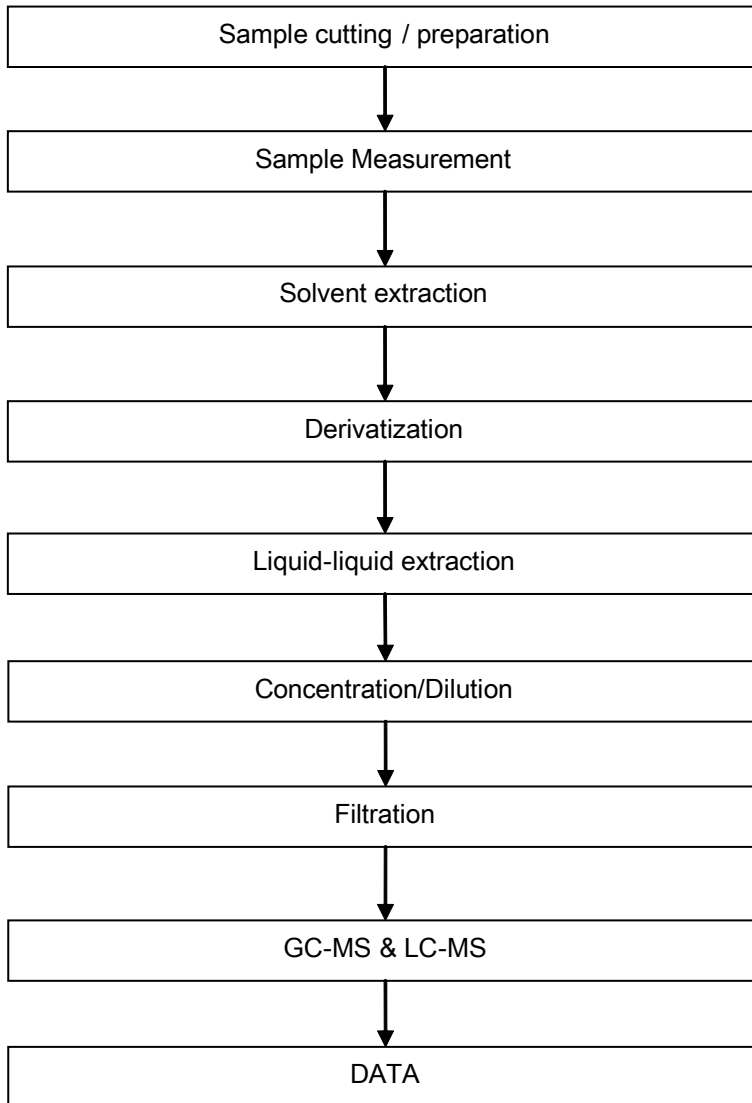 Sample cutting / preparation
Sample Measurement
Solvent extraction
Derivatization
Liquid-liquid extraction
Concentration/Dilution
Filtration
GC-MS & LC-MS
DATA